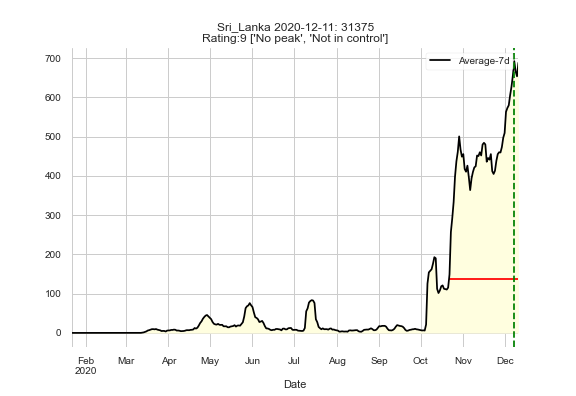 Sri_Lanka 2020-12-11: 31375
Rating:9 ['No peak', 'Not in control']
Average-7d
700
600
500
400
300
200
100
0
Feb Mar Apr May Jun Jul Aug Sep Oct Nov Dec
2020
Date